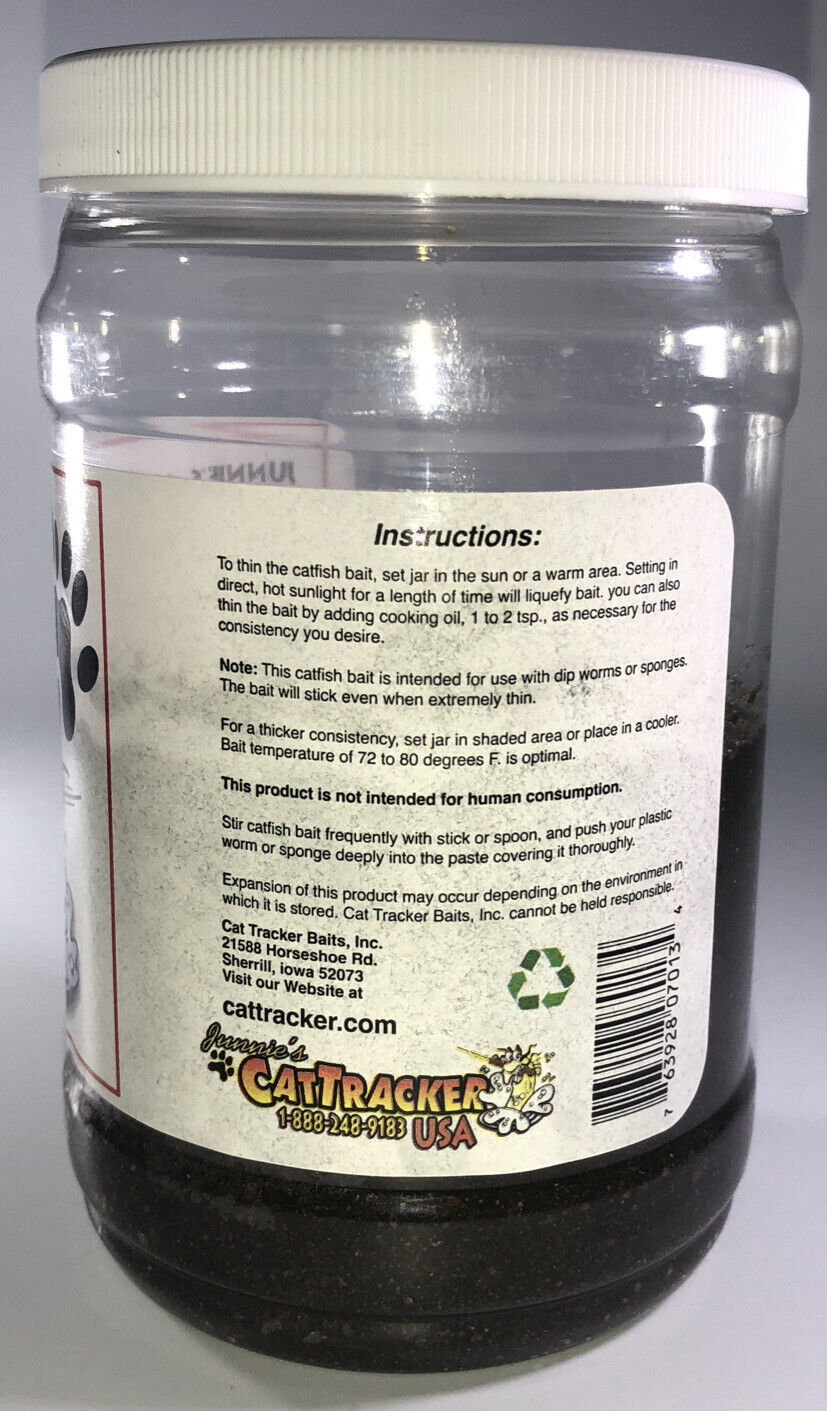 JUNNIE'S
Instructions:
To thin the catfish bait, set jar in the sun or a warm area. Setting in
direct, hot sunlight for a length of time will liquefy bait. you can also
thin the bait by adding cooking oil, 1 to 2 tsp., as necessary for the
consistency you desire.
Note: This catfish bait is intended for use with dip worms or sponges.
The bait will stick even when extremely thin.
For a thicker consistency, set jar in shaded area or place in a cooler.
Bait temperature of 72 to 80 degrees F. is optimal.
This product is not intended for human consumption.
Stir catfish bait frequently with stick or spoon, and push your plastic
worm or sponge deeply into the paste covering it thoroughly.
Expansion of this product may occur depending on the environment in
which it is stored. Cat Tracker Baits, Inc. cannot be held responsible.
Cat Tracker Baits, Inc.
21588 Horseshoe Rd.
Sherrill, iowa 52073
Visit our Website at
cattracker.com
Junnie's
CATTRACKER
1-888-248-9183 USA
7 63928 07013 4